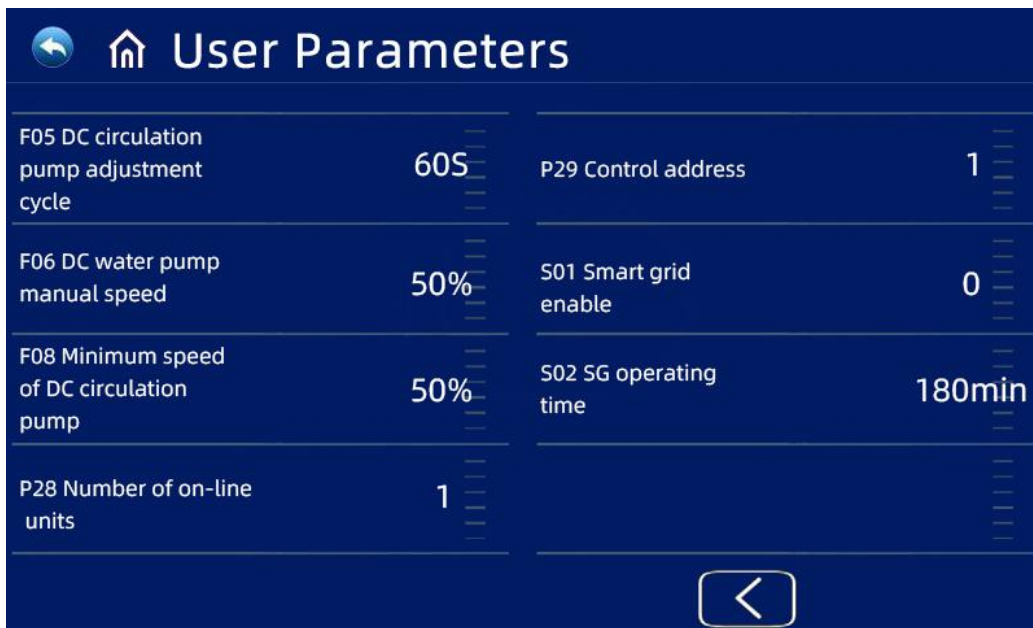 User Parameters
F05 DC circulation
pump adjustment
cycle
60S
F06 DC water pump
manual speed
50%
F08 Minimum speed
of DC circulation
pump
50%
P28 Number of on-line
units
1
P29 Control address
1
S01 Smart grid
enable
0
S02 SG operating
time
180min